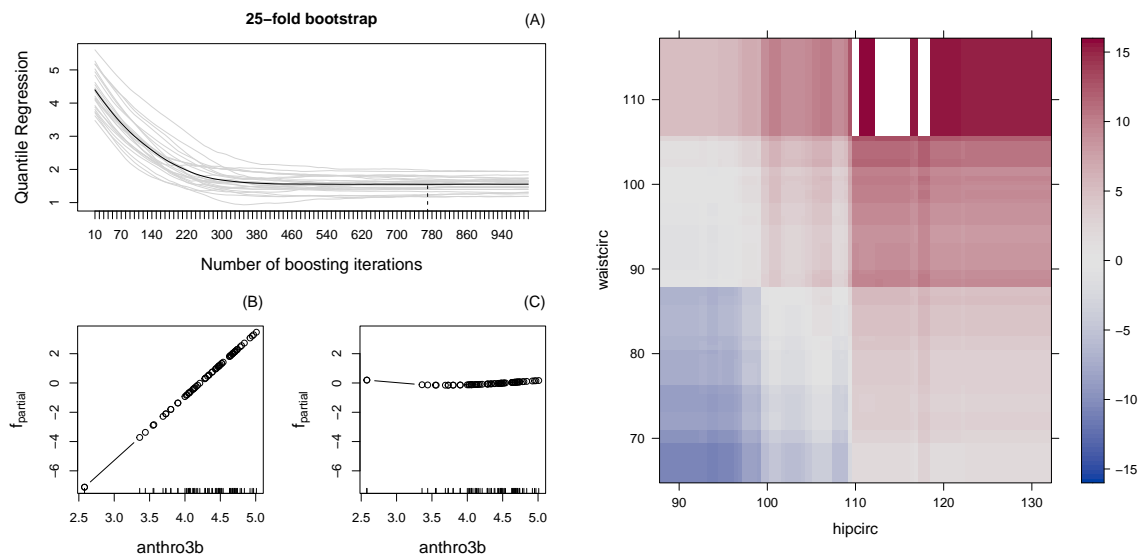 25−fold bootstrap
(A)
Quantile Regression
5
4
3
2
1
10 70 140 220 300 380 460 540 620 700 780 860 940
Number of boosting iterations
(B)
f partial
2
0
−2
−4
−6
2.5 3.0 3.5 4.0 4.5 5.0
anthro3b
(C)
f partial
2
0
−2
−4
−6
2.5 3.0 3.5 4.0 4.5 5.0
anthro3b
waistcirc
110
100
90
80
70
90 100 110 120 130
hipcirc
15
10
5
0
−5
−10
−15